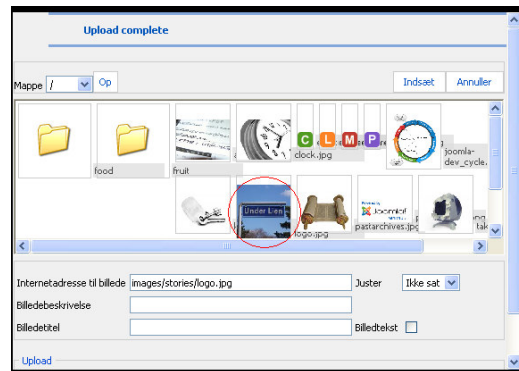 Upload complete
Mappe / Op Indsæt Annuller
C L M P
clock.jpg
joomla-
dev_cycle.
food fruit
Under Lien
Joomla!
logo.jpg
pastarchives.jpg
tak
Internetadresse til billede images/stories/logo.jpg Juster Ikke sat
Billedebeskrivelse
Billedetitel Billedtekst
Upload